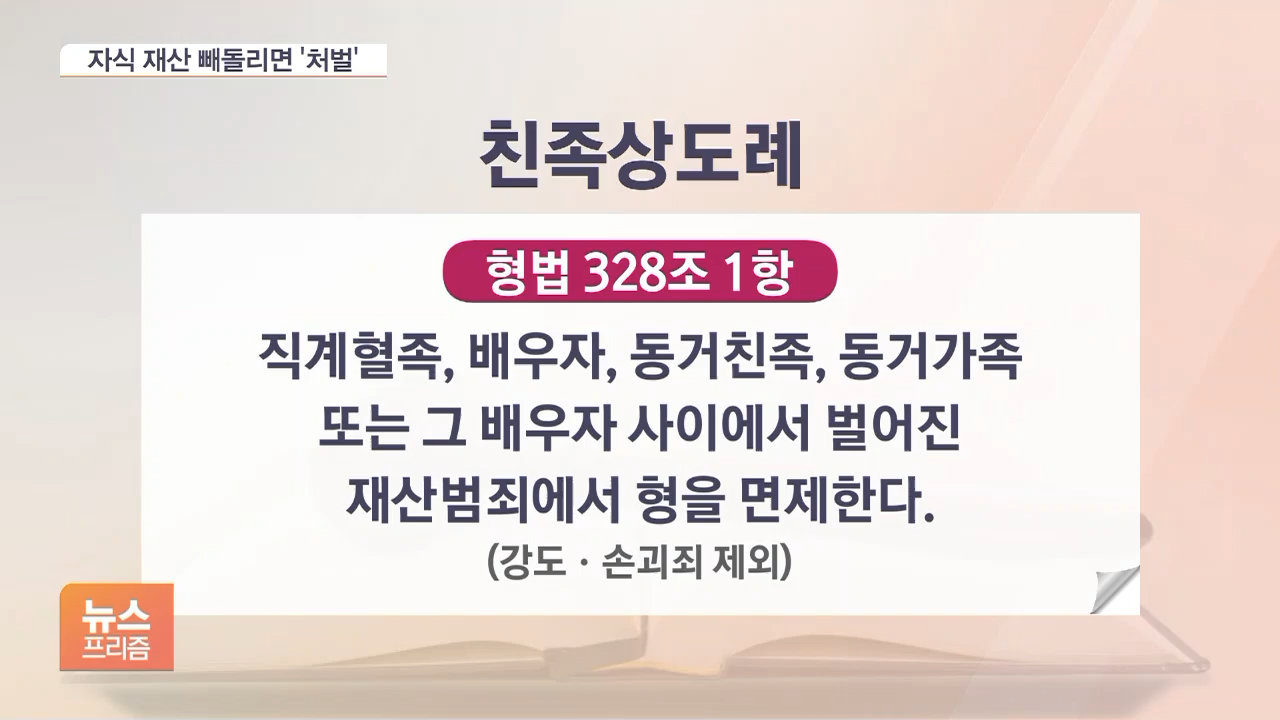 자식 재산 빼돌리면 '처벌'
친족상도례
형법 328조 1항
직계혈족, 배우자, 동거친족, 동거가족
또는 그 배우자 사이에서 벌어진
재산범죄에서 형을 면제한다.
(강도 · 손괴죄 제외)
뉴스
프리즘